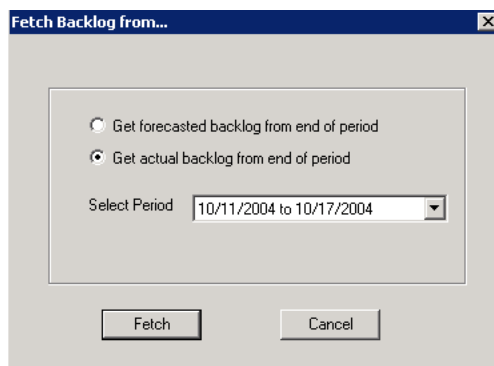 Fetch Backlog from...
Get forecasted backlog from end of period
Get actual backlog from end of period
Select Period 10/11/2004 to 10/17/2004
Fetch Cancel